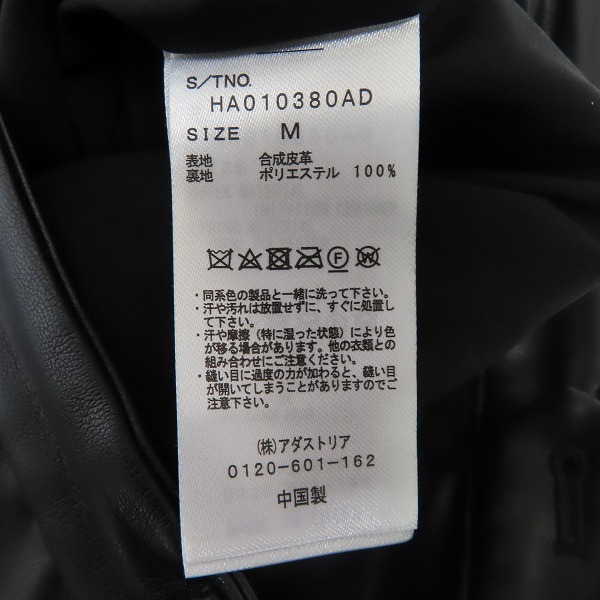 S/TNO.
HA010380AD
SIZE M
表地 合成皮革
裏地 ポリエステル 100%
・同系色の製品と一緒に洗って下さい。
・汗や汚れは放置せずに、すぐに処置し
て下さい。
・汗や摩擦（特に湿った状態）により色
が移る場合があります。他の衣類との
組み合わせにご注意ください。
・縫い目に過度の力が加わると、縫い目
が開いてしまうことがありますのでご
注意下さい。
(株)アダストリア
0120-601-162
中国製